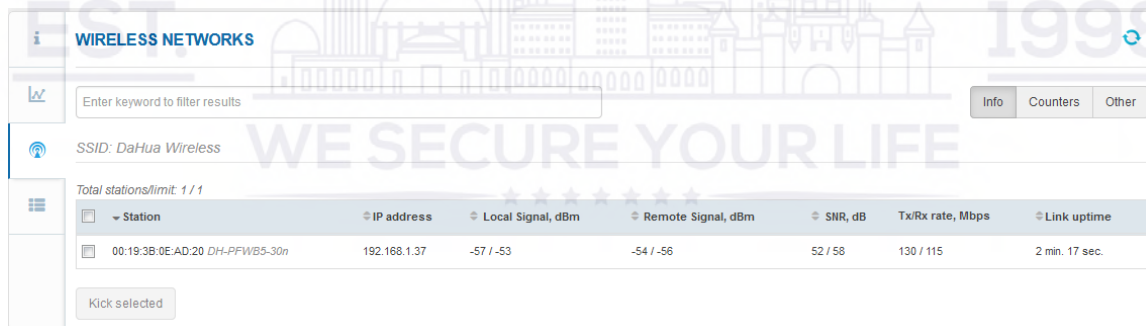 EST.
1998
WIRELESS NETWORKS
Enter keyword to filter results
Info Counters Other
WE SECURE YOUR LIFE
SSID: DaHua Wireless
Total stations/limit: 1 / 1
Station IP address Local Signal, dBm Remote Signal, dBm SNR, dB Tx/Rx rate, Mbps Link uptime
00:19:3B:0E:AD:20 DH-PFWB5-30n 192.168.1.37 -57 / -53 -54 / -56 52 / 58 130 / 115 2 min. 17 sec.
Kick selected